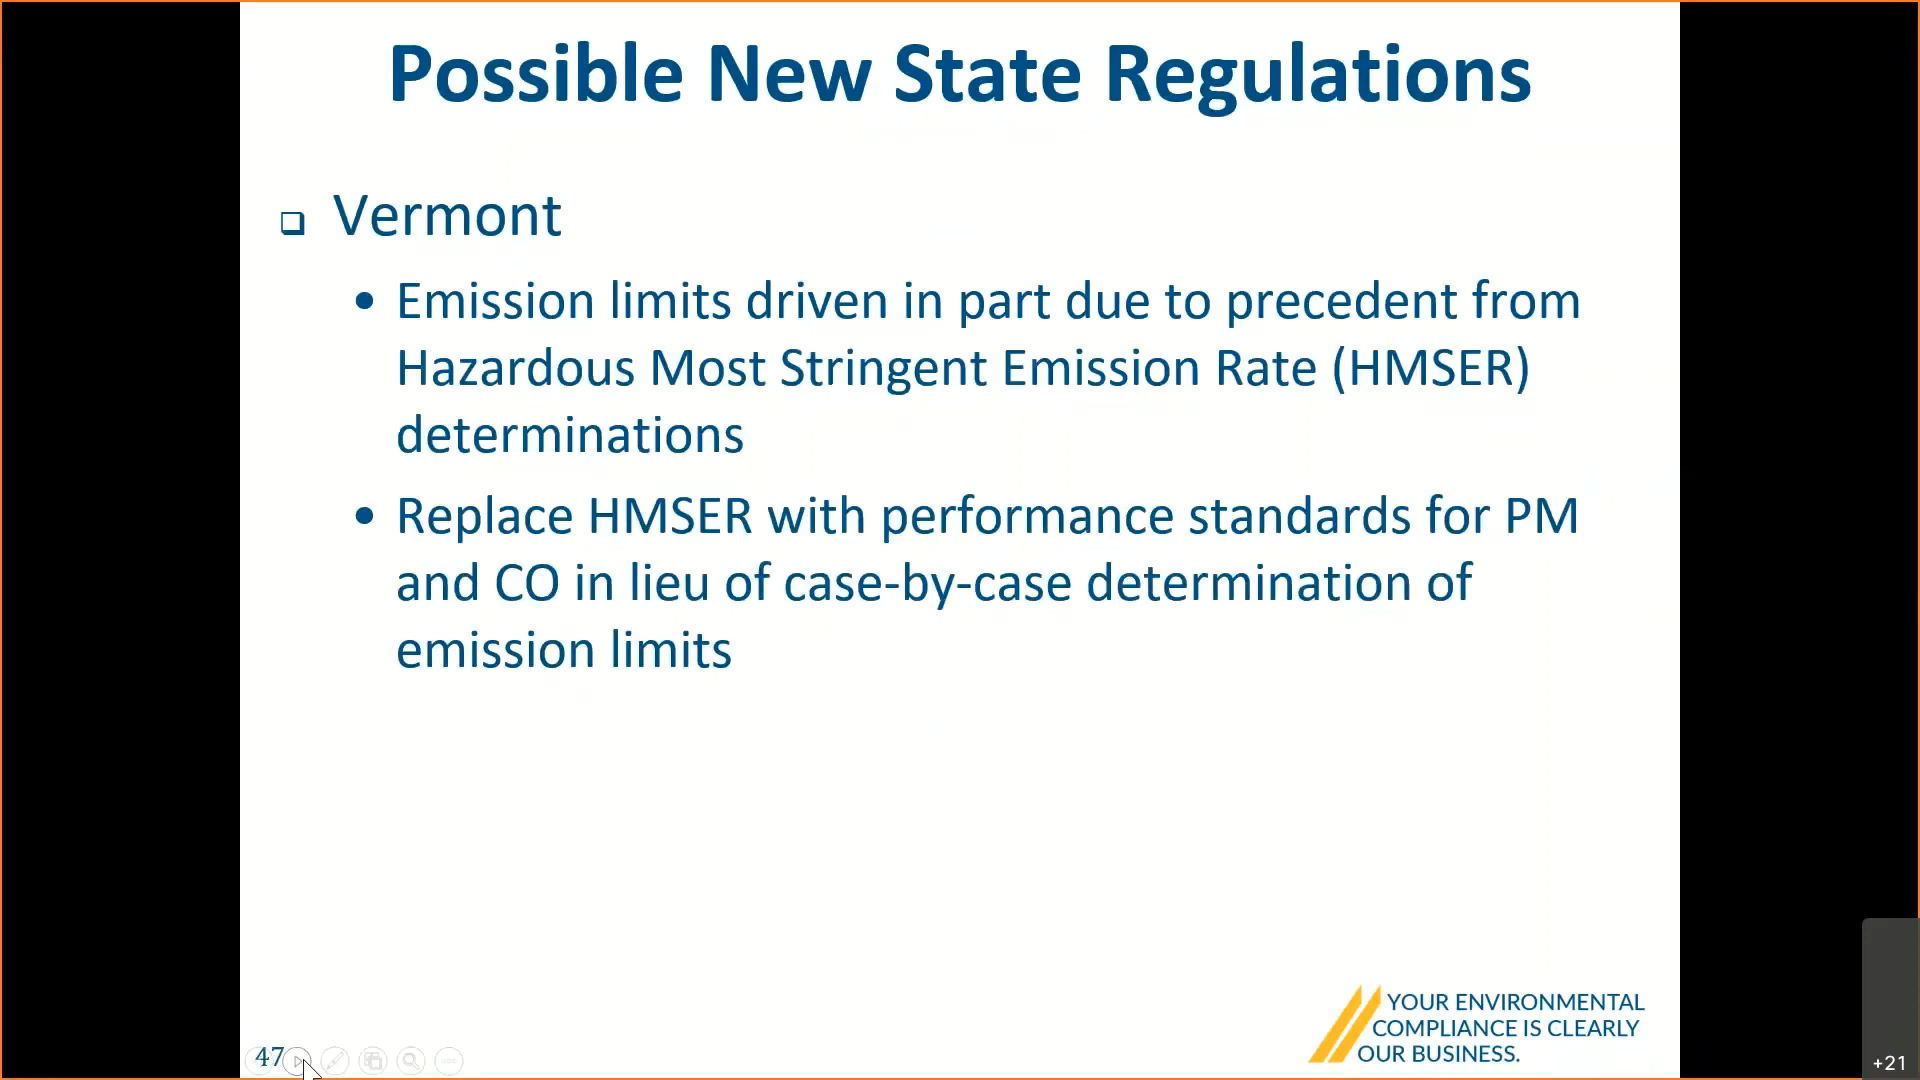 Possible New State Regulations
Vermont
• Emission limits driven in part due to precedent from
Hazardous Most Stringent Emission Rate (HMSER)
determinations
• Replace HMSER with performance standards for PM
and CO in lieu of case-by-case determination of
emission limits
YOUR ENVIRONMENTAL
COMPLIANCE IS CLEARLY
OUR BUSINESS.
47
+21